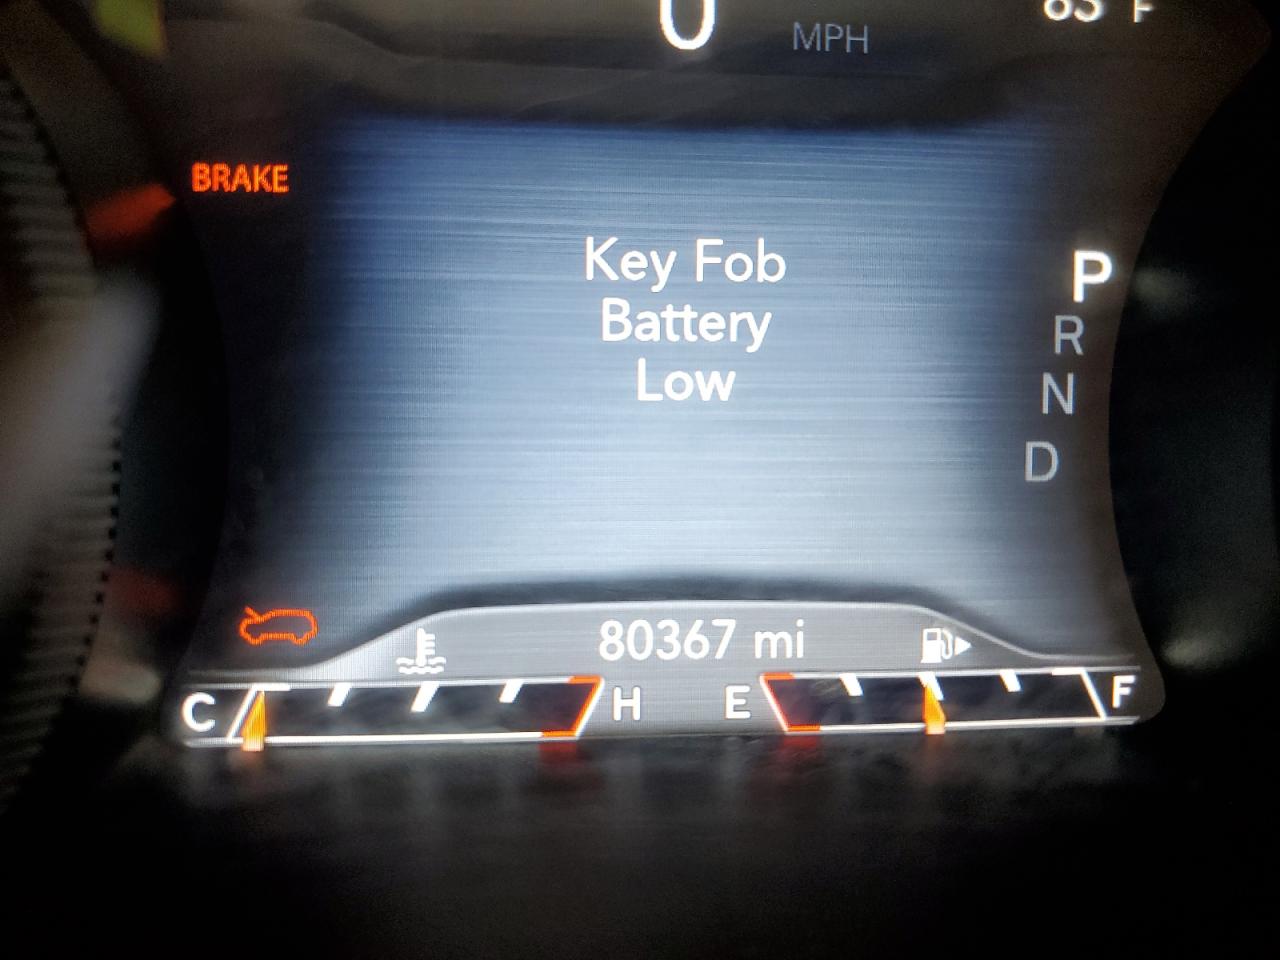 0 MPH
F
BRAKE
Key Fob
Battery
Low
P
R
N
D
80367 mi
C H E F